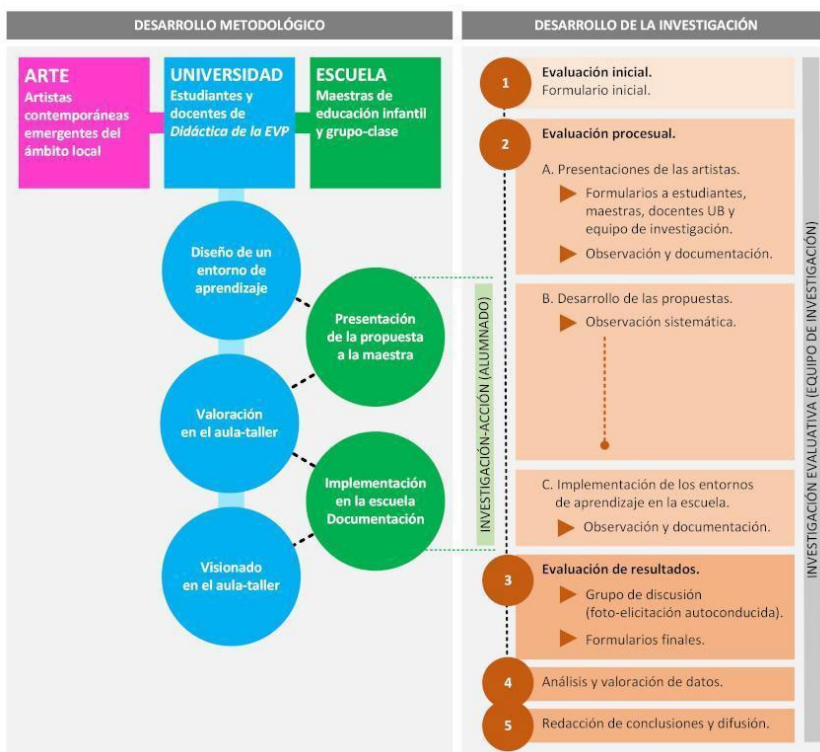 DESARROLLO METODOLÓGICO
ARTE
Artistas
contemporáneas
emergentes del
ámbito local
UNIVERSIDAD
Estudiantes y
docentes de
Didáctica de la EVP
ESCUELA
Maestras de
educación infantil
y grupo-clase
Diseño de un
entorno de
aprendizaje
Presentación
de la propuesta
a la maestra
Valoración
en el aula-taller
Implementación
en la escuela
Documentación
Visionado
en el aula-taller
INVESTIGACIÓN-ACCIÓN (ALUMNADO)
DESARROLLO DE LA INVESTIGACIÓN
1
Evaluación inicial.
Formulario inicial.
2
Evaluación procesual.
A. Presentaciones de las artistas.
Formularios a estudiantes,
maestras, docentes UB y
equipo de investigación.
Observación y documentación.
B. Desarrollo de las propuestas.
Observación sistemática.
C. Implementación de los entornos
de aprendizaje en la escuela.
Observación y documentación.
3
Evaluación de resultados.
Grupo de discusión
(foto-elicitación autoconducida).
Formularios finales.
4
Análisis y valoración de datos.
5
Redacción de conclusiones y difusión.
INVESTIGACIÓN EVALUATIVA (EQUIPO DE INVESTIGACIÓN)